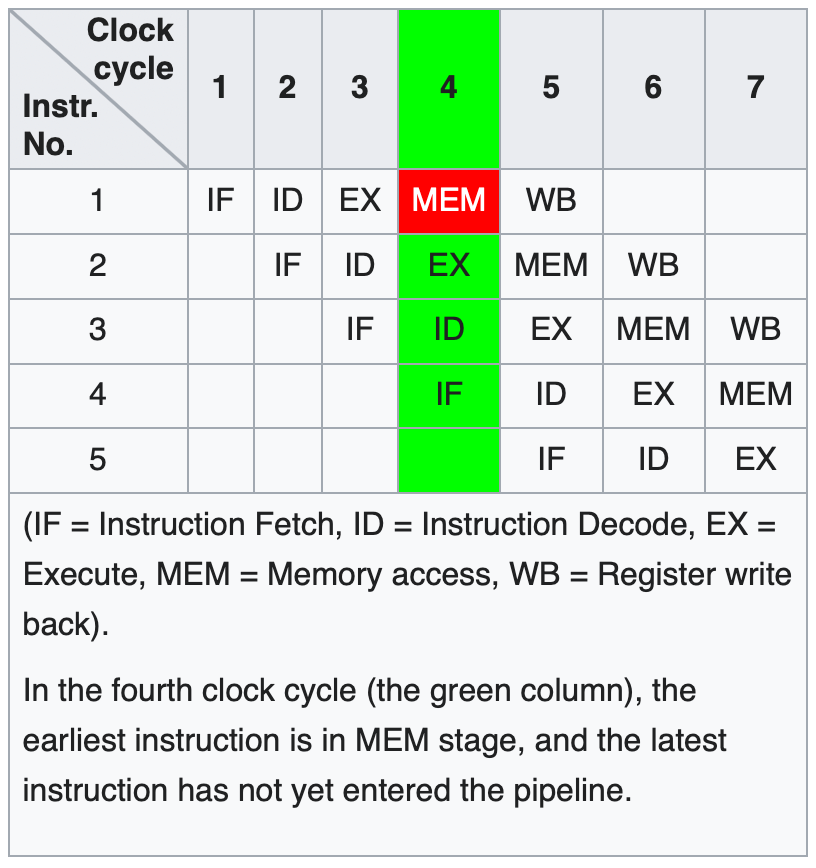 Clock
cycle
Instr.
No.
1 2 3 4 5 6 7
1 IF ID EX MEM WB
2 IF ID EX MEM WB
3 IF ID EX MEM WB
4 IF ID EX MEM
5 IF ID EX
(IF = Instruction Fetch, ID = Instruction Decode, EX =
Execute, MEM = Memory access, WB = Register write
back).
In the fourth clock cycle (the green column), the
earliest instruction is in MEM stage, and the latest
instruction has not yet entered the pipeline.